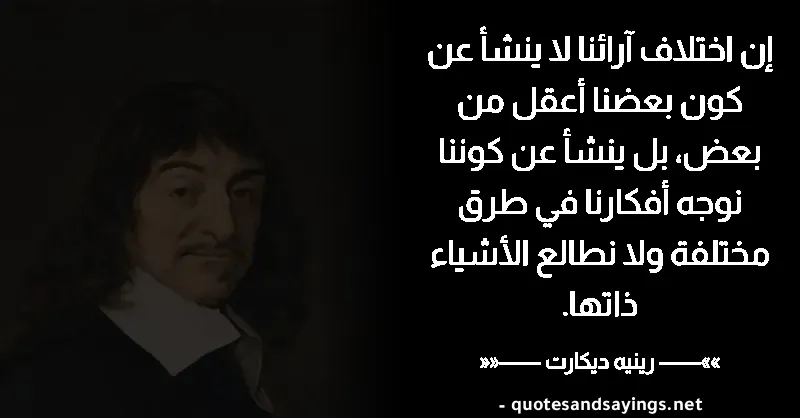 إن اختلاف آرائنا لا ينشأ عن
كون بعضنا أعقل من
بعض، بل ينشأ عن كوننا
نوجه أفكارنا في طرق
مختلفة ولا نطالع الأشياء
ذاتها.
»»—— رينيه ديكارت ——««
- quotesandsayings.net